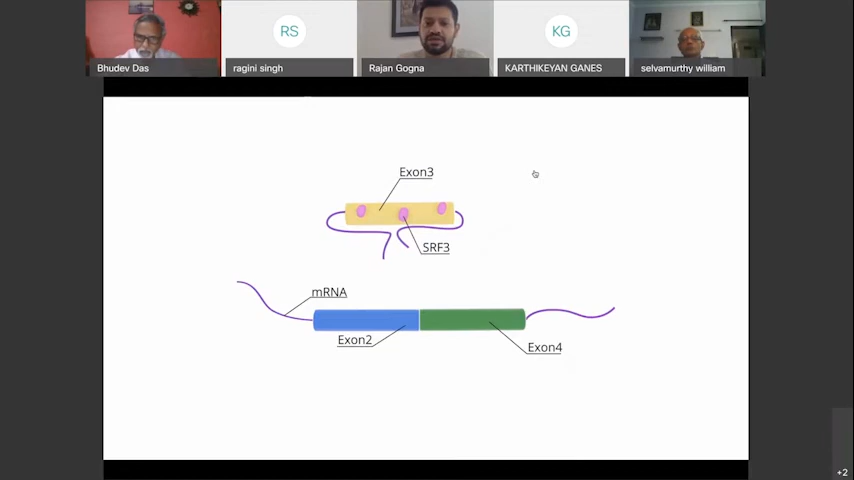 RS
KG
Bhudev Das
ragini singh
Rajan Gogna
KARTHIKEYAN GANES
selvamurthy william
Exon3
SRF3
mRNA
Exon2
Exon4
+2